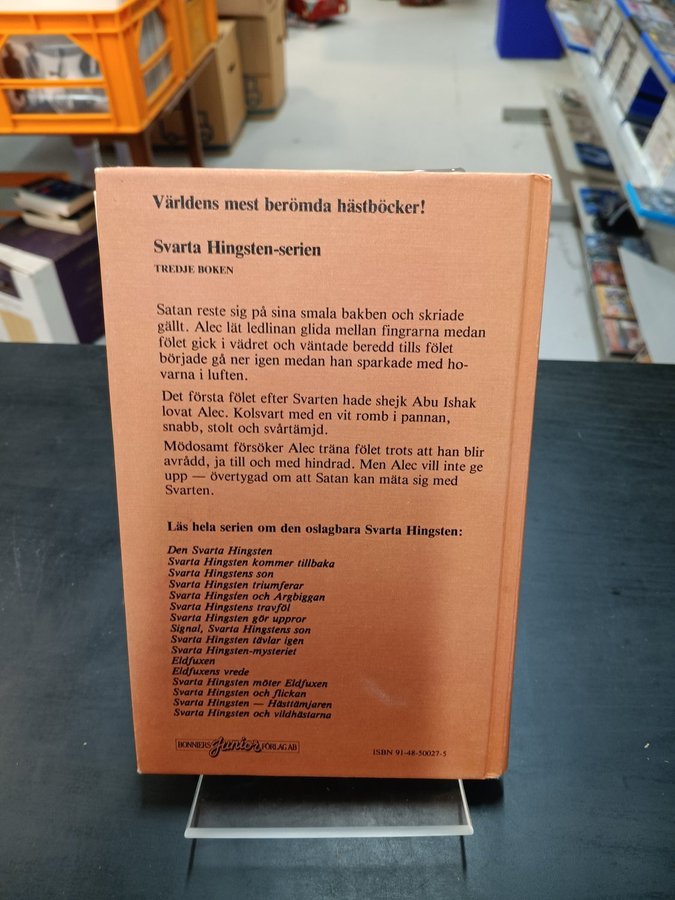 Världens mest berömda hästböcker!
Svarta Hingsten-serien
TREDJE BOKEN
Satan reste sig på sina smala bakben och skriade
gällt. Alec lät ledlinan glida mellan fingrarna medan
fölet gick i vädret och väntade beredd tills fölet
började gå ner igen medan han sparkade med ho-
varna i luften.
Det första fölet efter Svarten hade shejk Abu Ishak
lovat Alec. Kolsvart med en vit romb i pannan,
snabb, stolt och svårtämjd.
Mödosamt försöker Alec träna fölet trots att han blir
avrådd, ja till och med hindrad. Men Alec vill inte ge
upp — övertygad om att Satan kan mäta sig med
Svarten.
Läs hela serien om den oslagbara Svarta Hingsten:
Den Svarta Hingsten
Svarta Hingsten kommer tillbaka
Svarta Hingstens son
Svarta Hingsten triumferar
Svarta Hingsten och Argbiggan
Svarta Hingstens travföl
Svarta Hingsten gör uppror
Signal, Svarta Hingstens son
Svarta Hingsten tävlar igen
Svarta Hingsten-mysteriet
Eldfuxen
Eldfuxens vrede
Svarta Hingsten möter Eldfuxen
Svarta Hingsten och flickan
Svarta Hingsten — Hästtämjaren
Svarta Hingsten och vildhästarna
BONNIERS Junior FÖRLAG AB
ISBN 91-48-50027-5